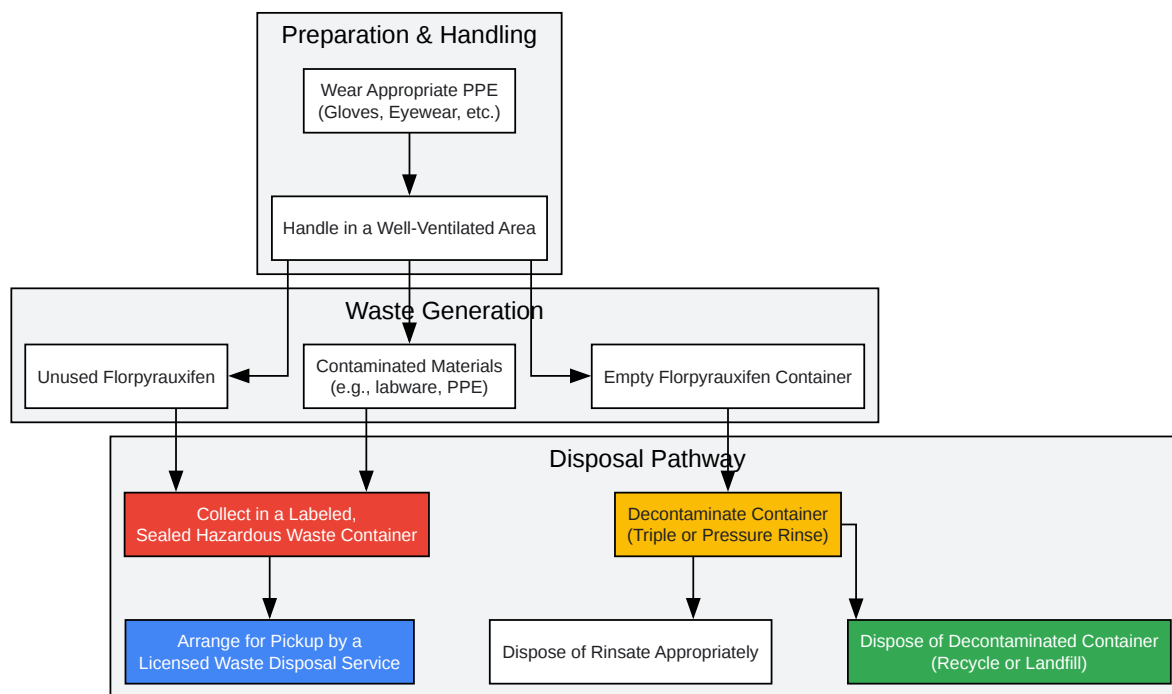 Preparation & Handling
Wear Appropriate PPE
(Gloves, Eyewear, etc.)
Handle in a Well-Ventilated Area
Waste Generation
Unused Florpyrauxifen
Contaminated Materials
(e.g., labware, PPE)
Empty Florpyrauxifen Container
Disposal Pathway
Collect in a Labeled,
Sealed Hazardous Waste Container
Decontaminate Container
(Triple or Pressure Rinse)
Arrange for Pickup by a
Licensed Waste Disposal Service
Dispose of Rinsate Appropriately
Dispose of Decontaminated Container
(Recycle or Landfill)